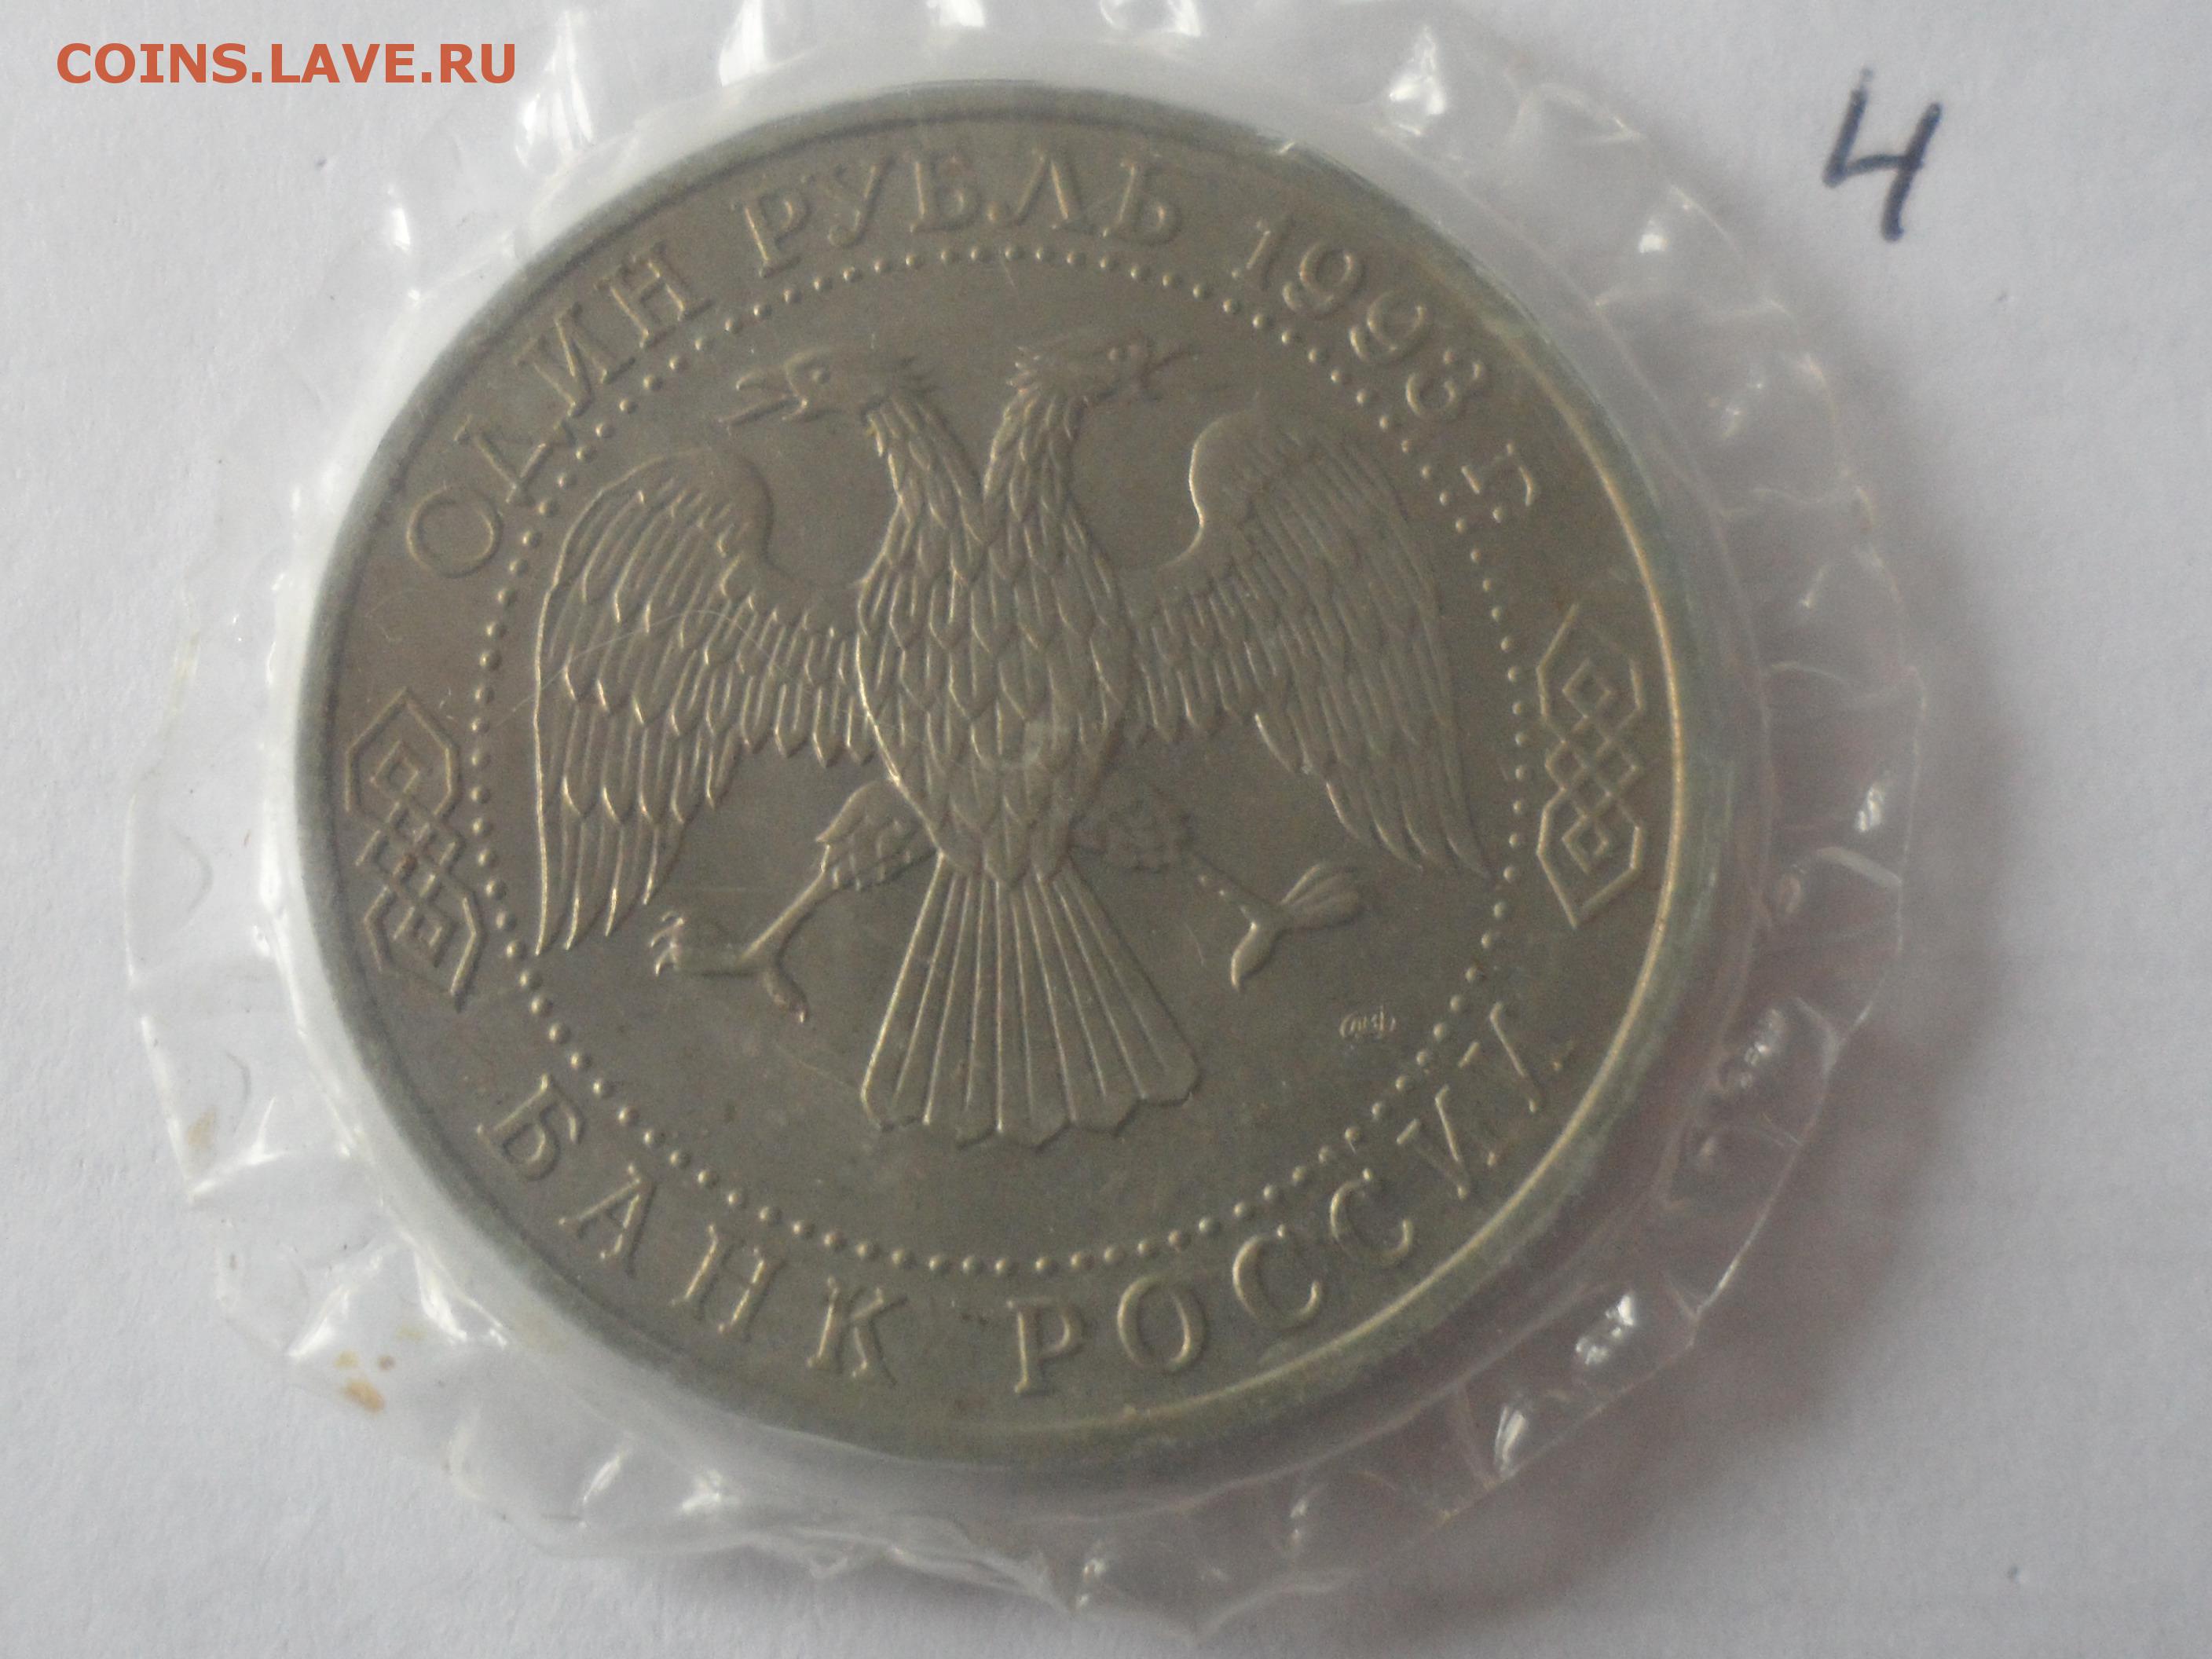 COINS.LAVE.RU
4
ОДИН РУБЛЬ 1993 г.
БАНК РОССИИ